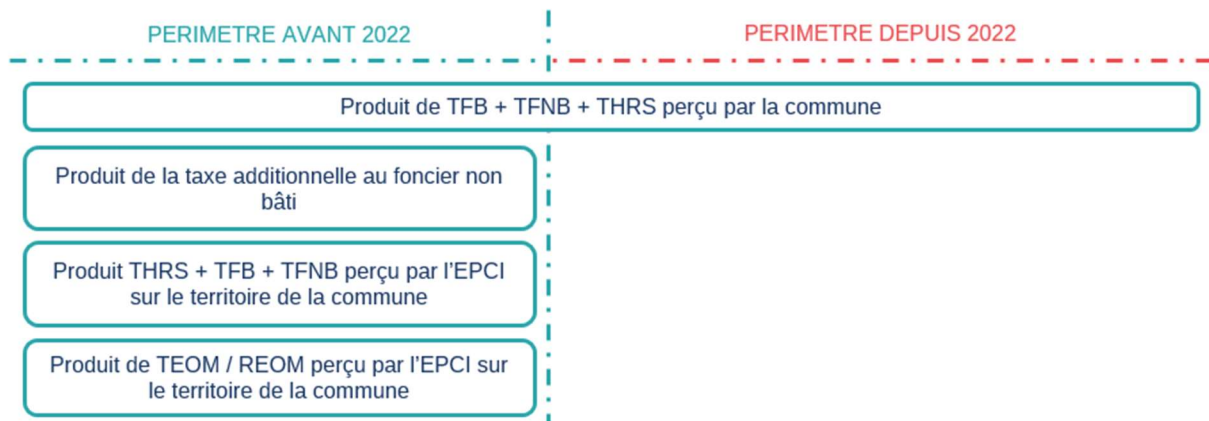 PERIMETRE AVANT 2022
PERIMETRE DEPUIS 2022
Produit de TFB + TFNB + THRS perçu par la commune
Produit de la taxe additionnelle au foncier non
bâti
Produit THRS + TFB + TFNB perçu par l'EPCI
sur le territoire de la commune
Produit de TEOM / REOM perçu par l'EPCI sur
le territoire de la commune